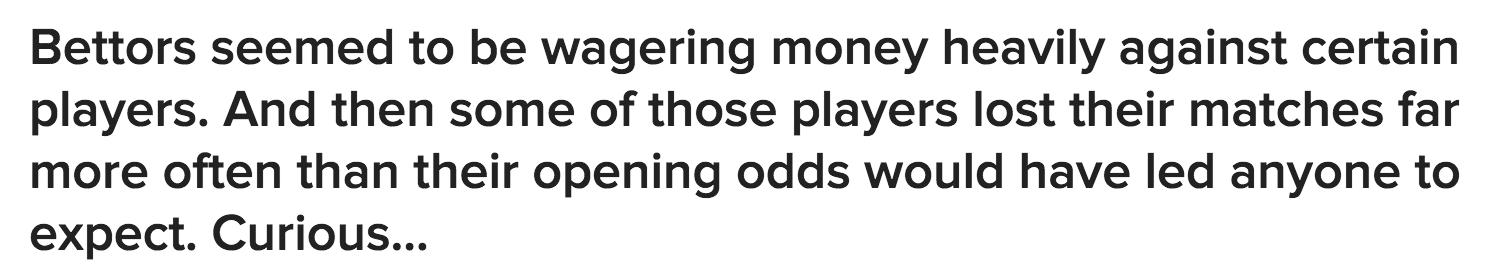 Bettors seemed to be wagering money heavily against certain
players. And then some of those players lost their matches far
more often than their opening odds would have led anyone to
expect. Curious...